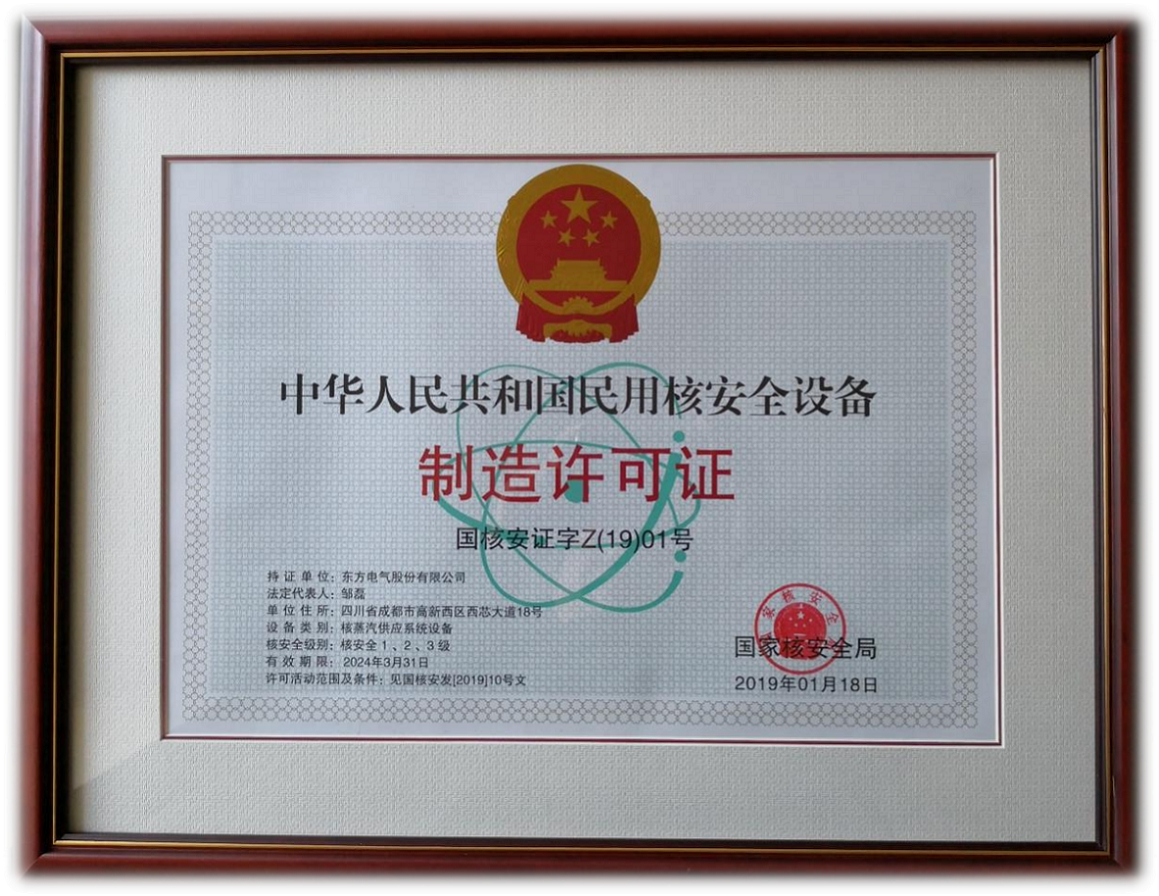 中华人民共和国民用核安全设备
制造许可证
国核安证字Z(19)01号
持证单位：东方电气股份有限公司
法定代表人：邹磊
单位住所：四川省成都市高新西区西芯大道18号
设备类别：核蒸汽供应系统设备
核安全级别：核安全1、2、3级
有效期限：2024年3月31日
许可活动范围及条件：见国核安发[2019]10号文
国家核安全局
国家核安全局
2019年01月18日